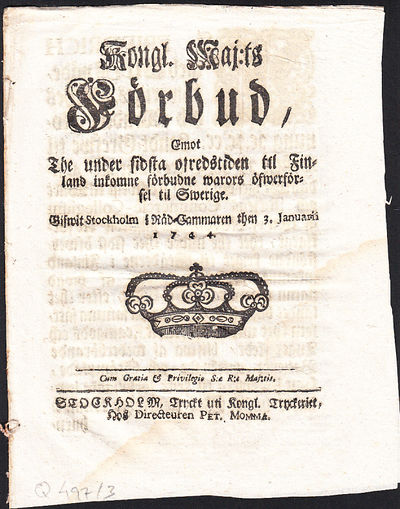 Kongl. Maj:ts
Förbud,
Emot
The under sidsta ofredstiden til Fin-
land inkomne förbudne warors öfwerför-
sel til Swerige.
Gifwit Stockholm i Råd-Cammaren then 3. Januarii
1744.
Cum Gratia & Privilegio S:æ R:æ Maj:tis.
STOCKHOLM, Tryckt uti Kongl. Tryckeriet,
Hos Directeuren PET. MOMMA.
Q 497/3